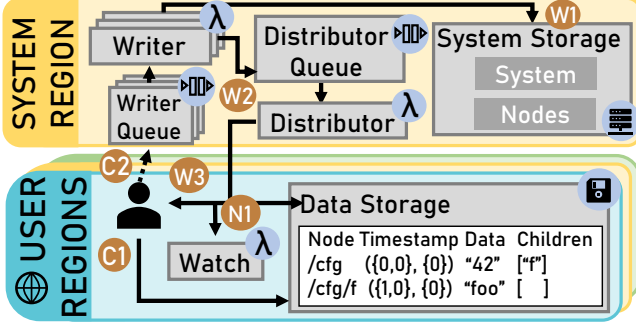 SYSTEM
REGION
Writer
λ
Writer
Queue
W2
Distributor
Queue
Distributor
λ
W1
System Storage
System
Nodes
USER
REGIONS
C2
W3
C1
N1
Watch
λ
Data Storage
Node Timestamp Data Children
/cfg ({0,0}, {0}) “42” [“f”]
/cfg/f ({1,0}, {0}) “foo” [ ]